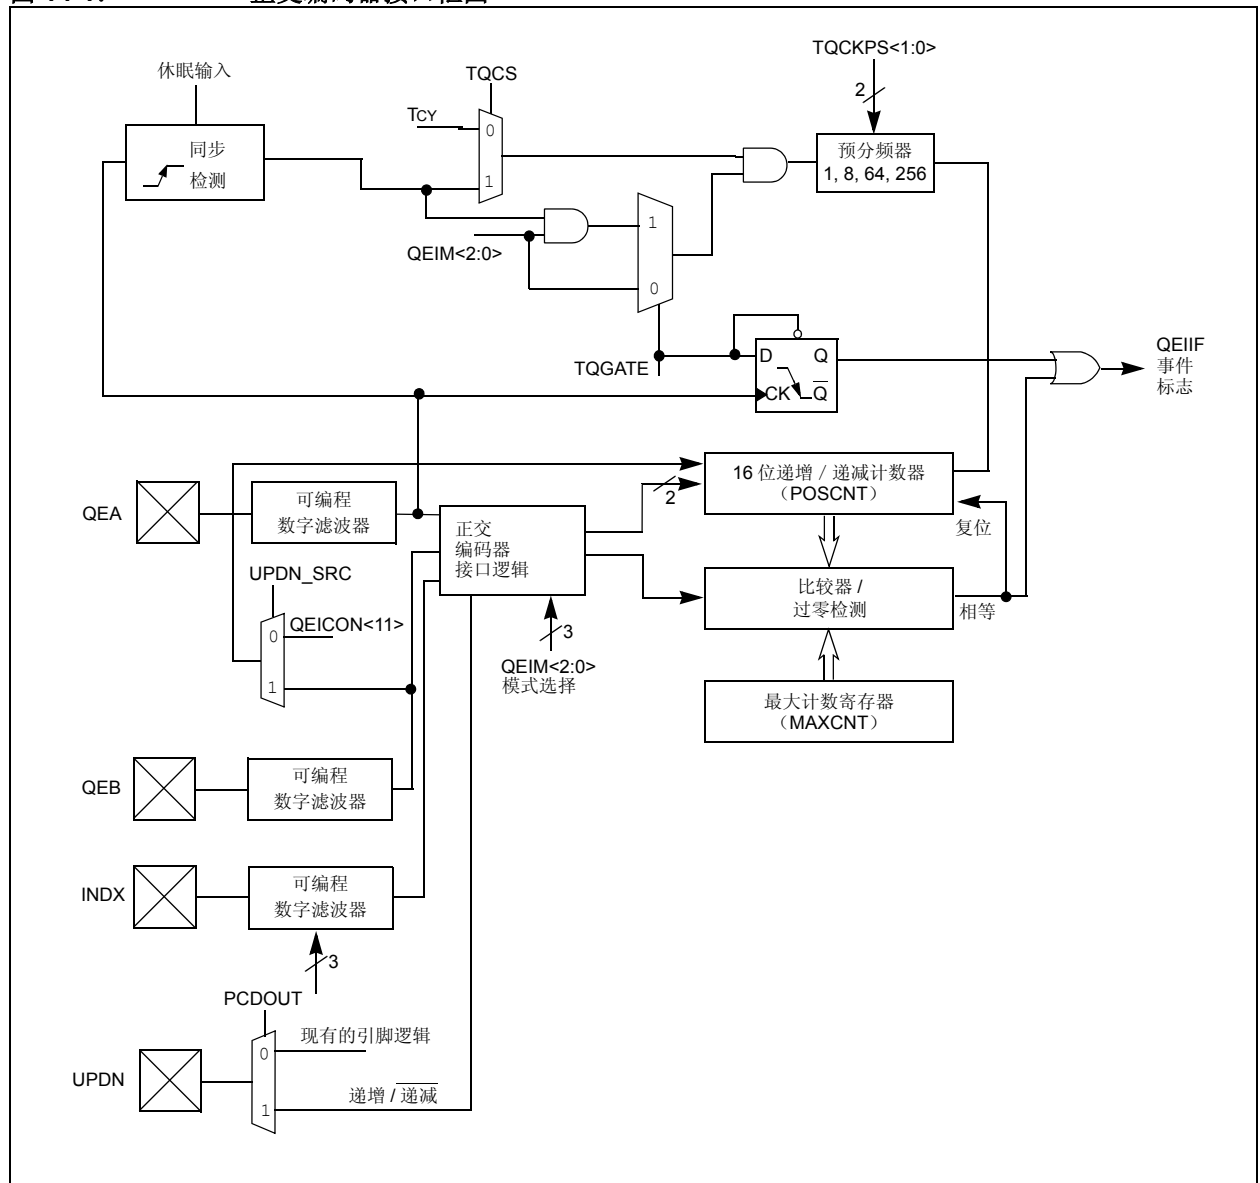 休眠输入
TQCS
TQCKPS<1:0>
2
TCY
0
1
同步
检测
预分频器
1, 8, 64, 256
QEIM<2:0>
1
0
TQGATE
D Q
CK Q
QEIIF
事件
标志
QEA
可编程
数字滤波器
正交
编码器
接口逻辑
2
16 位递增 / 递减计数器
（POSCNT）
复位
UPDN_SRC
0
QEICON<11>
1
3
QEIM<2:0>
模式选择
比较器 /
过零检测
相等
最大计数寄存器
（MAXCNT）
QEB
可编程
数字滤波器
INDX
可编程
数字滤波器
3
PCDOUT
0
现有的引脚逻辑
UPDN
1
递增 / 递减